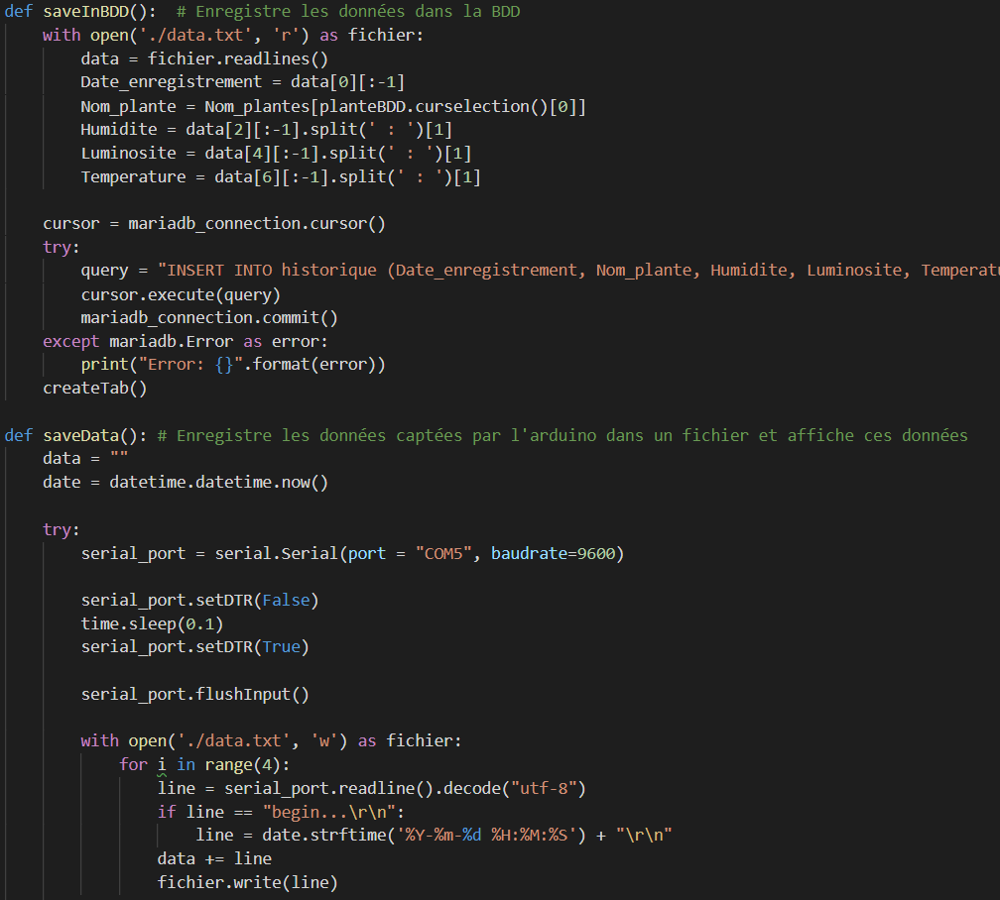 def saveInBDD():  # Enregistre les données dans la BDD
    with open('./data.txt', 'r') as fichier:
        data = fichier.readlines()
        Date_enregistrement = data[0][:-1]
        Nom_plante = Nom_plantes[planteBDD.curselection()[0]]
        Humidite = data[2][:-1].split(' : ')[1]
        Luminosite = data[4][:-1].split(' : ')[1]
        Temperature = data[6][:-1].split(' : ')[1]

    cursor = mariadb_connection.cursor()
    try:
        query = "INSERT INTO historique (Date_enregistrement, Nom_plante, Humidite, Luminosite, Temperatu
        cursor.execute(query)
        mariadb_connection.commit()
    except mariadb.Error as error:
        print("Error: {}".format(error))
    createTab()

def saveData(): # Enregistre les données captées par l'arduino dans un fichier et affiche ces données
    data = ""
    date = datetime.datetime.now()

    try:
        serial_port = serial.Serial(port = "COM5", baudrate=9600)

        serial_port.setDTR(False)
        time.sleep(0.1)
        serial_port.setDTR(True)

        serial_port.flushInput()

        with open('./data.txt', 'w') as fichier:
            for i in range(4):
                line = serial_port.readline().decode("utf-8")
                if line == "begin...\r\n":
                    line = date.strftime('%Y-%m-%d %H:%M:%S') + "\r\n"
                data += line
                fichier.write(line)